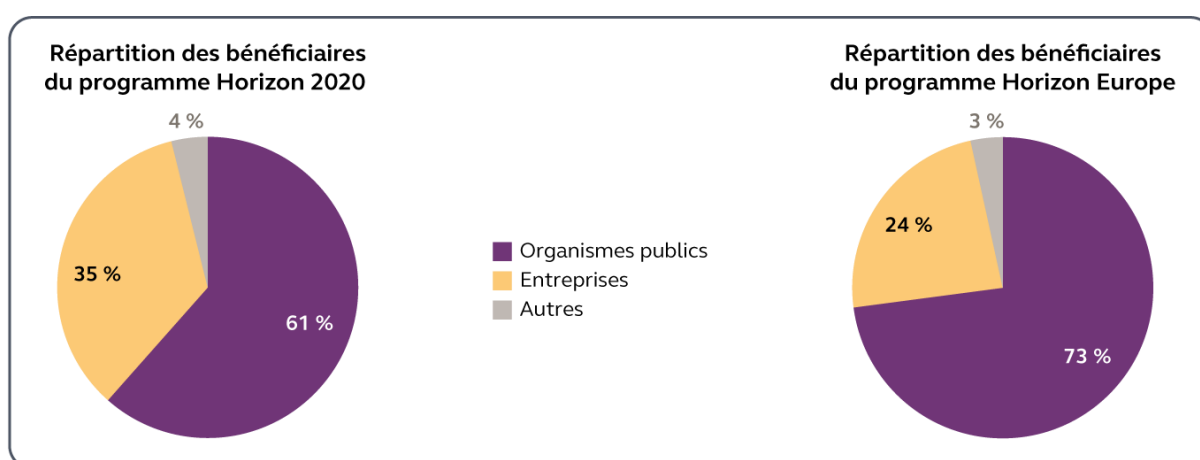 Répartition des bénéficiaires
du programme Horizon 2020
4 %
35 %
61 %
Organismes publics
Entreprises
Autres
Répartition des bénéficiaires
du programme Horizon Europe
3 %
24 %
73 %